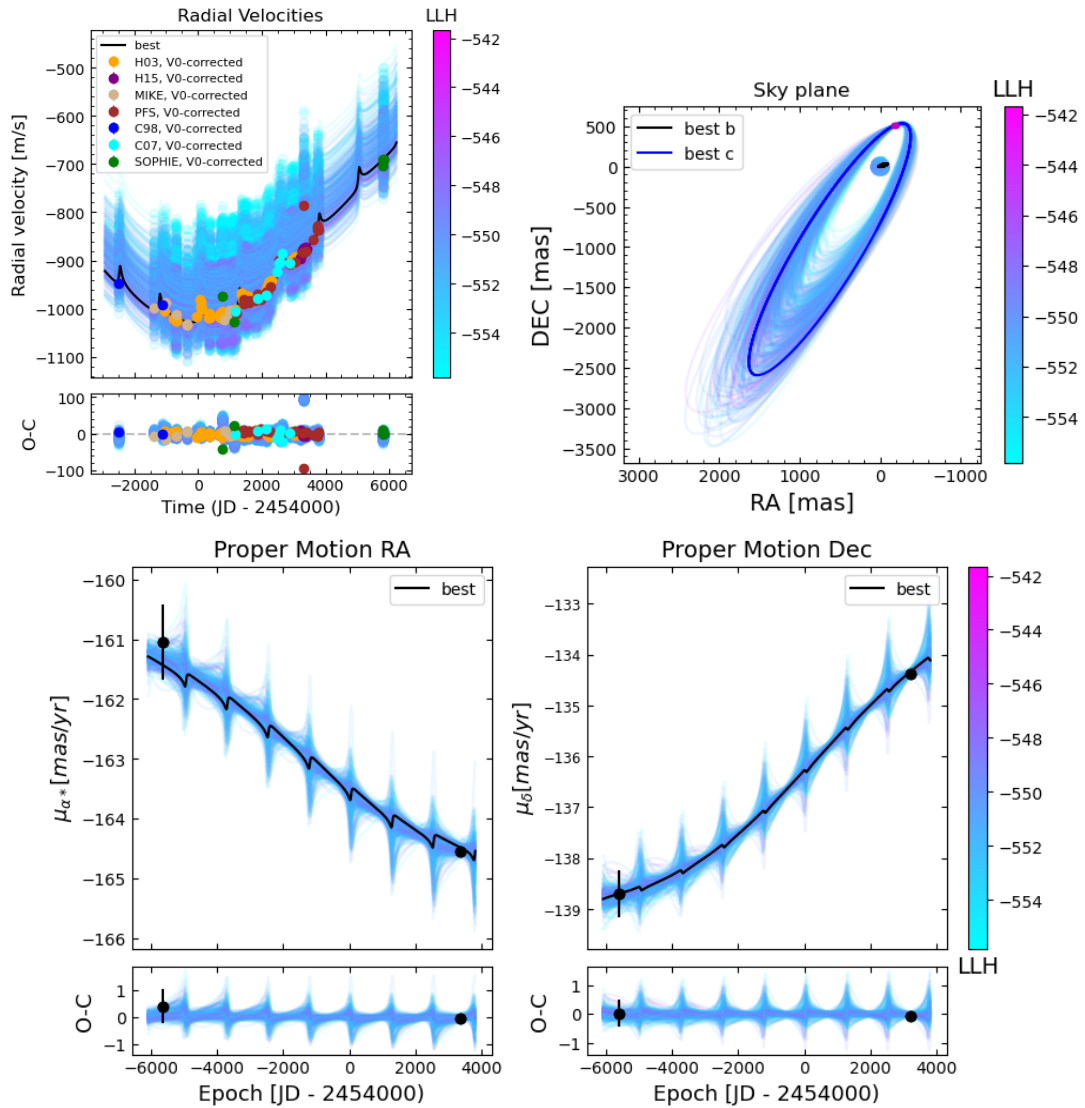 Radial Velocities
LLH
best
H03, V0-corrected
H15, V0-corrected
MIKE, V0-corrected
PFS, V0-corrected
C98, V0-corrected
C07, V0-corrected
SOPHIE, V0-corrected
Radial velocity [m/s]
−500
−600
−700
−800
−900
−1000
−1100
−542
−544
−546
−548
−550
−552
−554
O-C
100
0
−100
−2000
0
2000
4000
6000
Time (JD - 2454000)
Sky plane
LLH
best b
best c
DEC [mas]
500
0
−500
−1000
−1500
−2000
−2500
−3000
−3500
3000
2000
1000
0
−1000
RA [mas]
−542
−544
−546
−548
−550
−552
−554
Proper Motion RA
best
μα* [mas/yr]
−160
−161
−162
−163
−164
−165
−166
O-C
1
0
−1
−6000
−4000
−2000
0
2000
4000
Epoch [JD - 2454000]
Proper Motion Dec
best
μδ[mas/yr]
−133
−134
−135
−136
−137
−138
−139
−542
−544
−546
−548
−550
−552
−554
LLH
O-C
1
0
−1
−6000
−4000
−2000
0
2000
4000
Epoch [JD - 2454000]